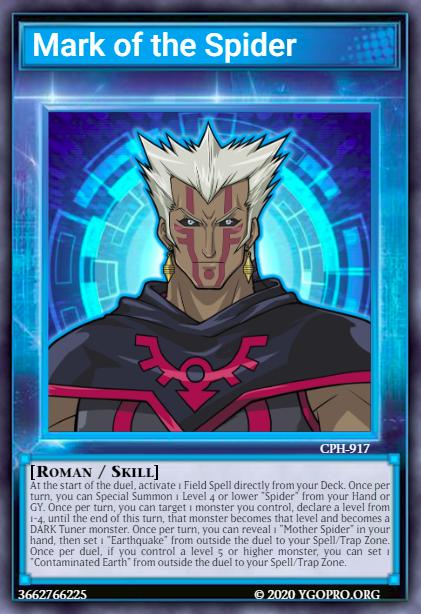 Mark of the Spider
CPH-917
[Roman / Skill]
At the start of the duel, activate 1 Field Spell directly from your Deck. Once per
turn, you can Special Summon 1 Level 4 or lower "Spider" from your Hand or
GY. Once per turn, you can target 1 monster you control, declare a level from
1-4, until the end of this turn, that monster becomes that level and becomes a
DARK Tuner monster. Once per turn, you can reveal 1 "Mother Spider" in your
hand, then set 1 "Earthquake" from outside the duel to your Spell/Trap Zone.
Once per duel, if you control a level 5 or higher monster, you can set 1
"Contaminated Earth" from outside the duel to your Spell/Trap Zone.
3662766225
© 2020 YGOPRO.ORG